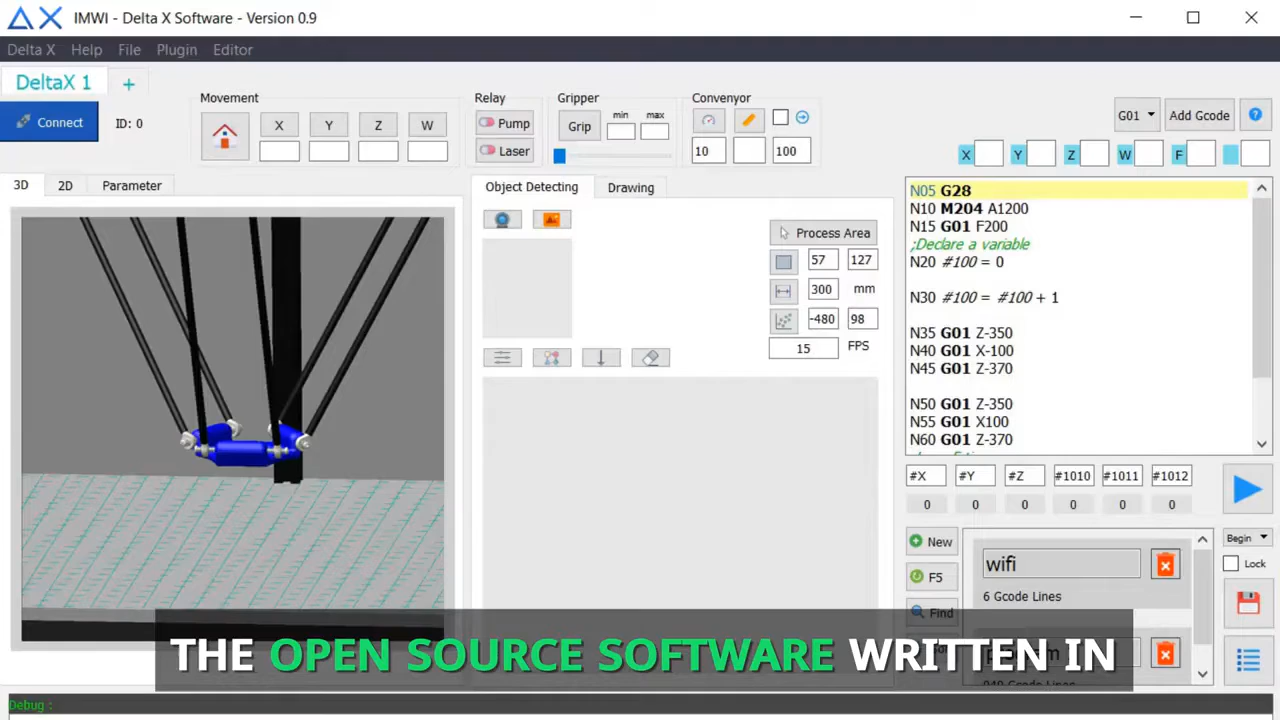 IMWI - Delta X Software - Version 0.9
Delta X Help File Plugin Editor
DeltaX 1 +
Connect
ID: 0
Movement
X Y Z W
Relay
Pump
Laser
Gripper
Grip
min max
Convenyor
10 100
G01
Add Gcode
?
X Y Z W F
3D 2D Parameter
Object Detecting Drawing
Process Area
57 127
300 mm
-480 98
15 FPS
N05 G28
N10 M204 A1200
N15 G01 F200
;Declare a variable
N20 #100 = 0
N30 #100 = #100 + 1
N35 G01 Z-350
N40 G01 X-100
N45 G01 Z-370
N50 G01 Z-350
N55 G01 X100
N60 G01 Z-370
#X #Y #Z #1010 #1011 #1012
0 0 0 0 0 0
New
F5
Find
wifi
6 Gcode Lines
Begin
Lock
THE OPEN SOURCE SOFTWARE WRITTEN IN
Debug :